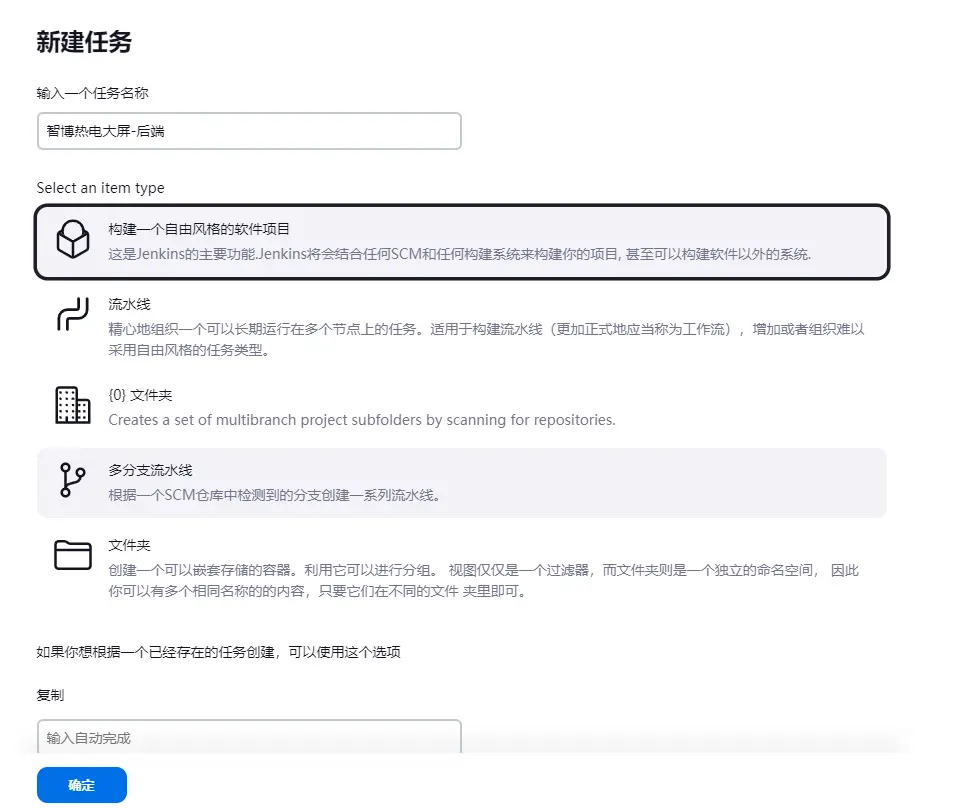 新建任务
输入一个任务名称
智博热电大屏-后端
Select an item type
构建一个自由风格的软件项目
这是Jenkins的主要功能.Jenkins将会结合任何SCM和任何构建系统来构建你的项目, 甚至可以构建软件以外的系统.
流水线
精心地组织一个可以长期运行在多个节点上的任务。适用于构建流水线（更加正式地应当称为工作流），增加或者组织难以
采用自由风格的任务类型。
{0} 文件夹
Creates a set of multibranch project subfolders by scanning for repositories.
多分支流水线
根据一个SCM仓库中检测到的分支创建一系列流水线。
文件夹
创建一个可以嵌套存储的容器。利用它可以进行分组。 视图仅仅是一个过滤器，而文件夹则是一个独立的命名空间， 因此
你可以有多个相同名称的的内容，只要它们在不同的文件 夹里即可。
如果你想根据一个已经存在的任务创建，可以使用这个选项
复制
输入自动完成
确定